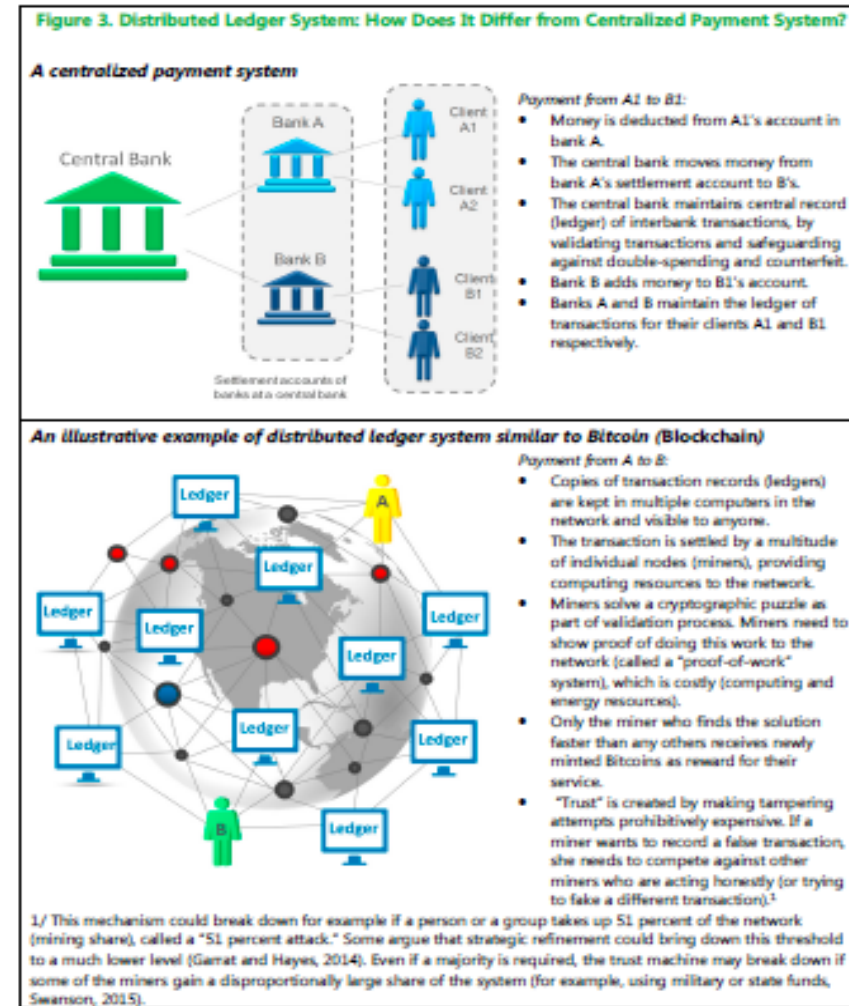 Figure 3. Distributed Ledger System: How Does It Differ from Centralized Payment System?
A centralized payment system
Central Bank
Bank A
Bank B
Settlement accounts of
banks at a central bank
Client
A1
Client
A2
Client
B1
Client
B2
Payment from A1 to B1:
• Money is deducted from A1's account in
bank A.
• The central bank moves money from
bank A's settlement account to B's.
• The central bank maintains central record
(ledger) of interbank transactions, by
validating transactions and safeguarding
against double-spending and counterfeit.
• Bank B adds money to B1's account.
• Banks A and B maintain the ledger of
transactions for their clients A1 and B1
respectively.
An illustrative example of distributed ledger system similar to Bitcoin (Blockchain)
Ledger
A
Ledger
Ledger
Ledger
Ledger
Ledger
Ledger
Ledger
Ledger
B
Ledger
Payment from A to B:
• Copies of transaction records (ledgers)
are kept in multiple computers in the
network and visible to anyone.
• The transaction is settled by a multitude
of individual nodes (miners), providing
computing resources to the network.
• Miners solve a cryptographic puzzle as
part of validation process. Miners need to
show proof of doing this work to the
network (called a "proof-of-work"
system), which is costly (computing and
energy resources).
• Only the miner who finds the solution
faster than any others receives newly
minted Bitcoins as reward for their
service.
• "Trust" is created by making tampering
attempts prohibitively expensive. If a
miner wants to record a false transaction,
she needs to compete against other
miners who are acting honestly (or trying
to fake a different transaction).¹
1/ This mechanism could break down for example if a person or a group takes up 51 percent of the network
(mining share), called a "51 percent attack." Some argue that strategic refinement could bring down this threshold
to a much lower level (Garrat and Hayes, 2014). Even if a majority is required, the trust machine may break down if
some of the miners gain a disproportionally large share of the system (for example, using military or state funds,
Swanson, 2015).